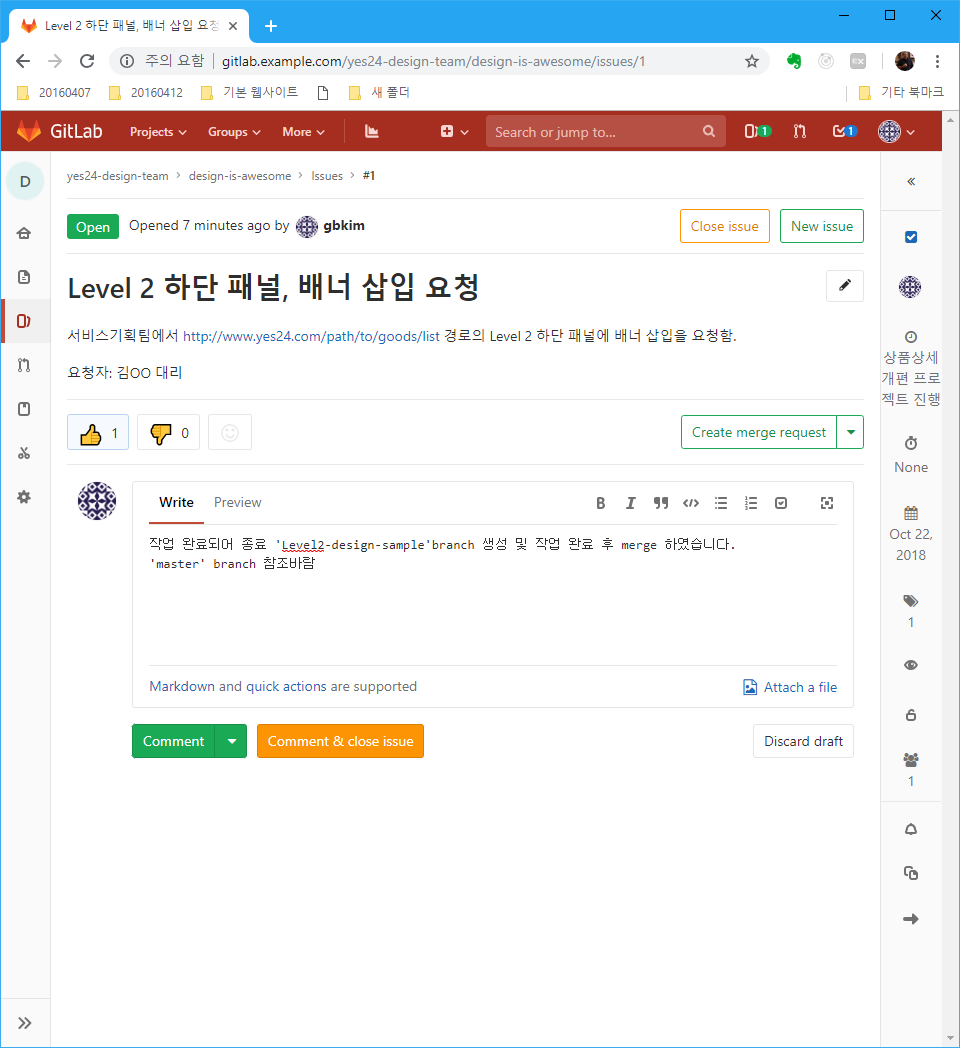 Level 2 하단 패널, 배너 삽입 요청
주의 요함 | gitlab.example.com/yes24-design-team/design-is-awesome/issues/1
20160407 20160412 기본 웹사이트 새 폴더 기타 북마크
GitLab Projects Groups More Search or jump to... 1 1
D
yes24-design-team > design-is-awesome > Issues > #1
Open Opened 7 minutes ago by gbkim Close issue New issue
Level 2 하단 패널, 배너 삽입 요청
서비스기획팀에서 http://www.yes24.com/path/to/goods/list 경로의 Level 2 하단 패널에 배너 삽입을 요청함.
요청자: 김OO 대리
1 0 Create merge request
Write Preview
작업 완료되어 종료 'Level2-design-sample'branch 생성 및 작업 완료 후 merge 하였습니다.
'master' branch 참조바람
Markdown and quick actions are supported Attach a file
Comment Comment & close issue Discard draft
상품상세
개편 프로
젝트 진행
None
Oct 22,
2018
1
1